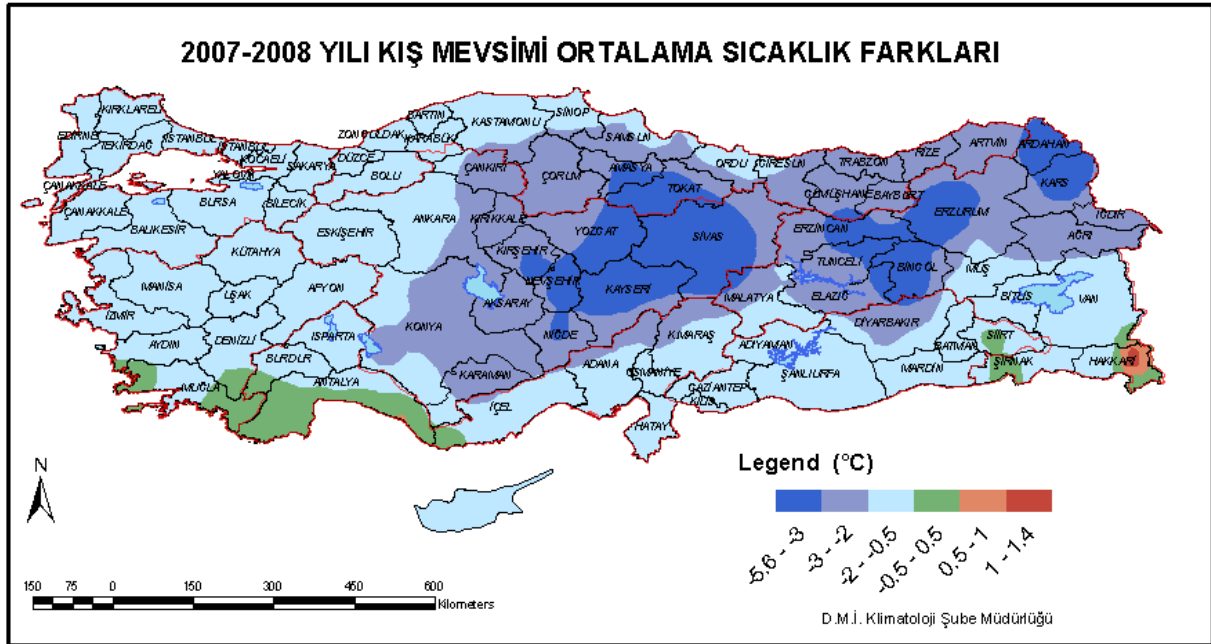 2007-2008 YILI KIŞ MEVSİMİ ORTALAMA SICAKLIK FARKLARI
KIRKLARELİ
EDİRNE
TEKİRDAĞ
İSTANBUL
İSTANBUL
KOCAELİ
YALOVA
SAKARYA
DÜZCE
ZONGULDAK
BARTIN
KARABÜK
KASTAMONU
SİNOP
SAMSUN
ORDU
GİRESUN
TRABZON
RİZE
ARTVİN
ARDAHAN
KARS
IĞDIR
AĞRI
ÇANAKKALE
ÇANAKKALE
BALIKESİR
BURSA
BİLECİK
BOLU
ÇANKIRI
ÇORUM
AMASYA
TOKAT
GÜMÜŞHANE
BAYBURT
ERZURUM
ERZİNCAN
ESKİŞEHİR
ANKARA
KIRIKKALE
YOZGAT
SİVAS
KÜTAHYA
MANİSA
UŞAK
AFYON
KIRŞEHİR
NEVŞEHİR
KAYSERİ
TUNCELİ
BİNGÖL
MUŞ
BİTLİS
VAN
ELAZIĞ
MALATYA
DİYARBAKIR
İZMİR
AYDIN
DENİZLİ
ISPARTA
BURDUR
KONYA
AKSARAY
NİĞDE
KARAMAN
ADANA
K.MARAŞ
ADIYAMAN
BATMAN
SİİRT
ŞIRNAK
HAKKARİ
MARDİN
ŞANLIURFA
GAZİANTEP
KİLİS
OSMANİYE
HATAY
İÇEL
ANTALYA
MUĞLA
N
Legend (°C)
-5.6 - -3
-3 - -2
-2 - -0.5
-0.5 - 0.5
0.5 - 1
1 - 1.4
150 75 0 150 300 450 600
Kilometers
D.M.İ. Klimatoloji Şube Müdürlüğü